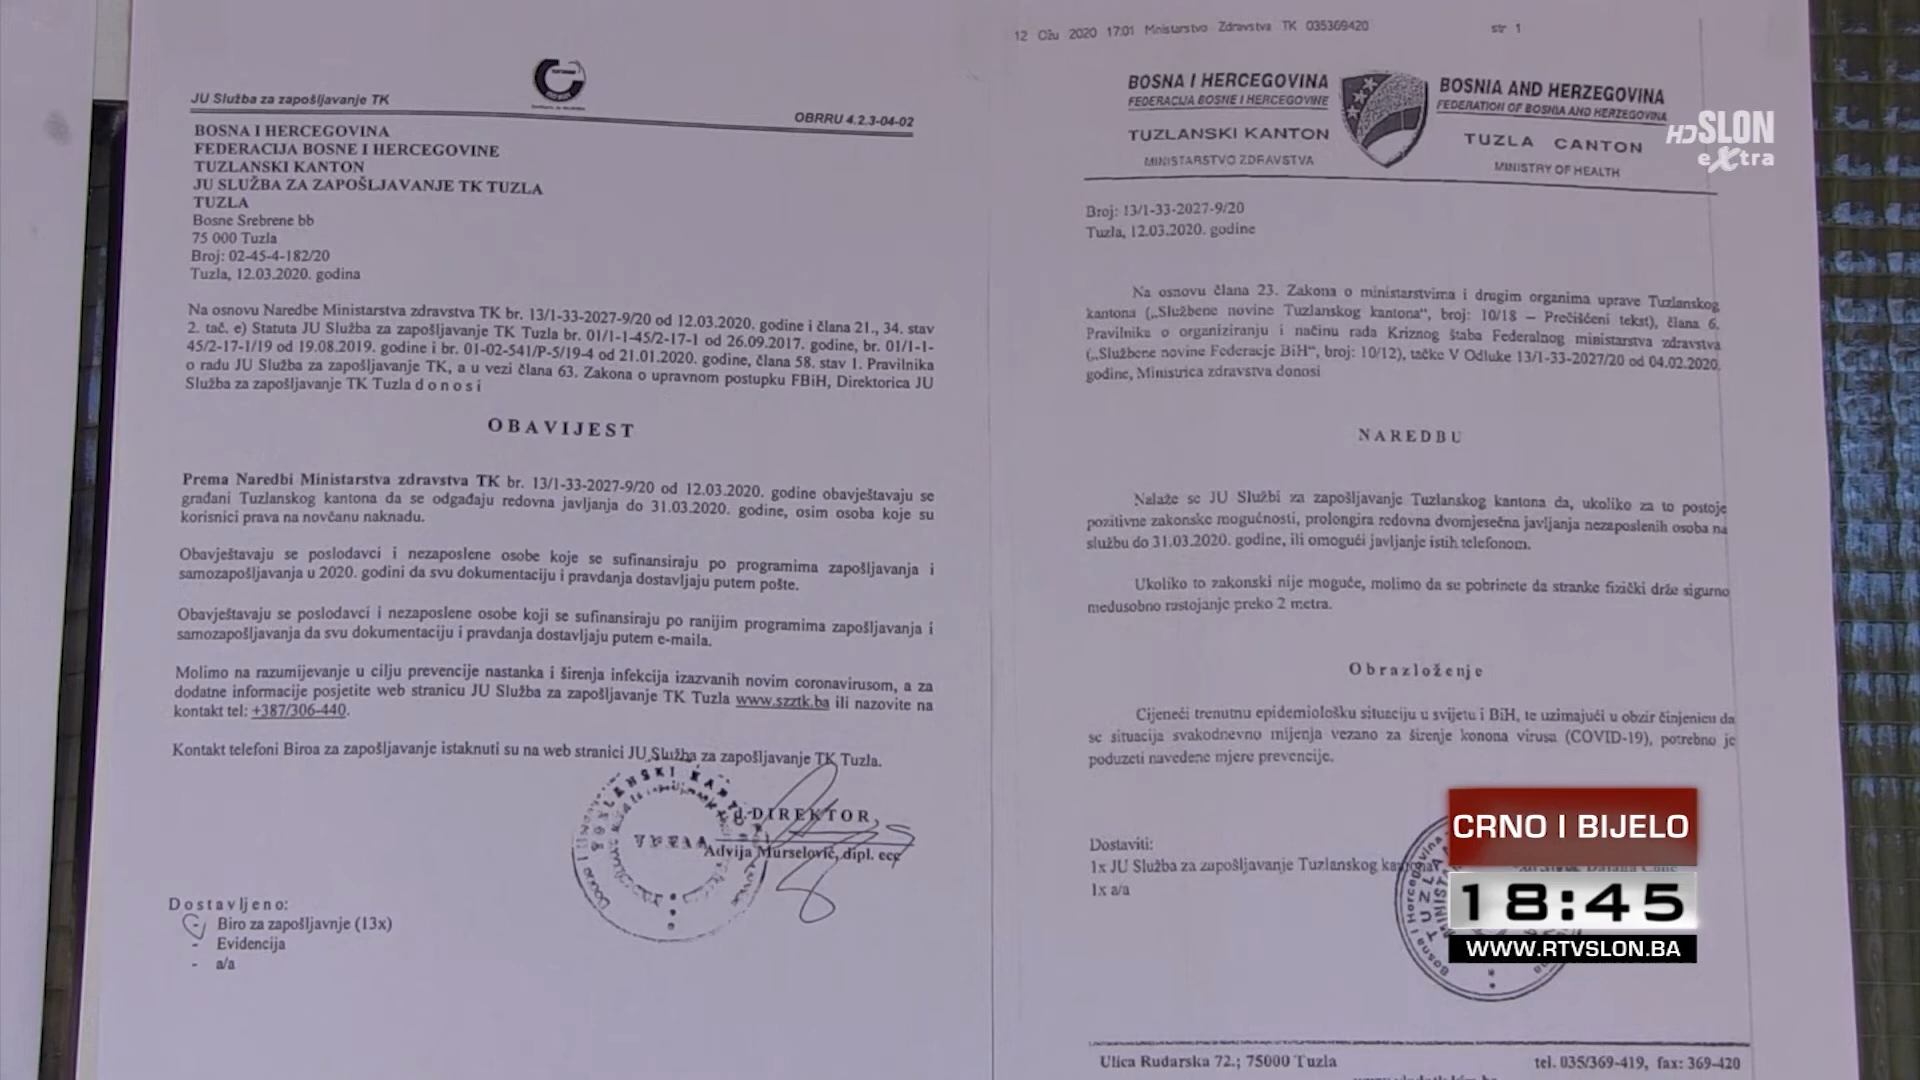 JU Služba za zapošljavanje TK
OBRRU 4.2.3-04-02
BOSNA I HERCEGOVINA
FEDERACIJA BOSNE I HERCEGOVINE
TUZLANSKI KANTON
JU SLUŽBA ZA ZAPOŠLJAVANJE TK TUZLA
TUZLA
Bosne Srebrene bb
75 000 Tuzla
Broj: 02-45-4-182/20
Tuzla, 12.03.2020. godina
Na osnovu Naredbe Ministarstva zdravstva TK br. 13/1-33-2027-9/20 od 12.03.2020. godine i člana 21., 34. stav
2. tač. e) Statuta JU Služba za zapošljavanje TK Tuzla br. 01/1-1-45/2-17-1 od 26.09.2017. godine, br. 01/1-1-
45/2-17-1/19 od 19.08.2019. godine i br. 01-02-541/P-5/19-4 od 21.01.2020. godine, člana 58. stav 1. Pravilnika
o radu JU Služba za zapošljavanje TK, a u vezi člana 63. Zakona o upravnom postupku FBiH, Direktorica JU
Služba za zapošljavanje TK Tuzla d o n o s i
O B A V I J E S T
Prema Naredbi Ministarstva zdravstva TK br. 13/1-33-2027-9/20 od 12.03.2020. godine obavještavaju se
građani Tuzlanskog kantona da se odgađaju redovna javljanja do 31.03.2020. godine, osim osoba koje su
korisnici prava na novčanu naknadu.
Obavještavaju se poslodavci i nezaposlene osobe koje se sufinansiraju po programima zapošljavanja i
samozapošljavanja u 2020. godini da svu dokumentaciju i pravdanja dostavljaju putem pošte.
Obavještavaju se poslodavci i nezaposlene osobe koji se sufinansiraju po ranijim programima zapošljavanja i
samozapošljavanja da svu dokumentaciju i pravdanja dostavljaju putem e-maila.
Molimo na razumijevanje u cilju prevencije nastanka i širenja infekcija izazvanih novim coronavirusom, a za
dodatne informacije posjetite web stranicu JU Služba za zapošljavanje TK Tuzla www.szztk.ba ili nazovite na
kontakt tel: +387/306-440.
Kontakt telefoni Biroa za zapošljavanje istaknuti su na web stranici JU Služba za zapošljavanje TK Tuzla.
DIREKTOR,
Advija Murselović, dipl. ecc
D o s t a v lj e n o :
- Biro za zapošljavnje (13x)
- Evidencija
- a/a
12 Ožu 2020 17:01 Mnistarstvo Zdravstva TK 035369420 str 1
BOSNA I HERCEGOVINA
FEDERACIJA BOSNE I HERCEGOVINE
TUZLANSKI KANTON
MINISTARSTVO ZDRAVSTVA
BOSNIA AND HERZEGOVINA
FEDERATION OF BOSNIA AND HERZEGOVINA
TUZLA CANTON
MINISTRY OF HEALTH
HD SLON
extra
Broj: 13/1-33-2027-9/20
Tuzla, 12.03.2020. godine
Na osnovu člana 23. Zakona o ministarstvima i drugim organima uprave Tuzlanskog
kantona („Službene novine Tuzlanskog kantona“, broj: 10/18 – Prečišćeni tekst), člana 6.
Pravilnika o organiziranju i načinu rada Kriznog štaba Federalnog ministarstva zdravstva
(„Službene novine Federacje BiH“, broj: 10/12), tačke V Odluke 13/1-33-2027/20 od 04.02.2020.
godine, Ministrica zdravstva donosi
N A R E D B U
Nalaže se JU Službi za zapošljavanje Tuzlanskog kantona da, ukoliko za to postoje
pozitivne zakonske mogućnosti, prolongira redovna dvomjesečna javljanja nezaposlenih osoba na
službu do 31.03.2020. godine, ili omogući javljanje istih telefonom.
Ukoliko to zakonski nije moguće, molimo da se pobrinete da stranke fizički drže sigurno
međusobno rastojanje preko 2 metra.
O b r a z l o ž e nj e
Cijeneći trenutnu epidemiološku situaciju u svijetu i BiH, te uzimajući u obzir činjenicu da
se situacija svakodnevno mijenja vezano za širenje konona virusa (COVID-19), potrebno je
poduzeti navedene mjere prevencije.
Dostaviti:
1x JU Služba za zapošljavanje Tuzlanskog kantona
1x a/a
CRNO I BIJELO
18:45
WWW.RTVSLON.BA
Ulica Rudarska 72.; 75000 Tuzla
tel. 035/369-419, fax: 369-420